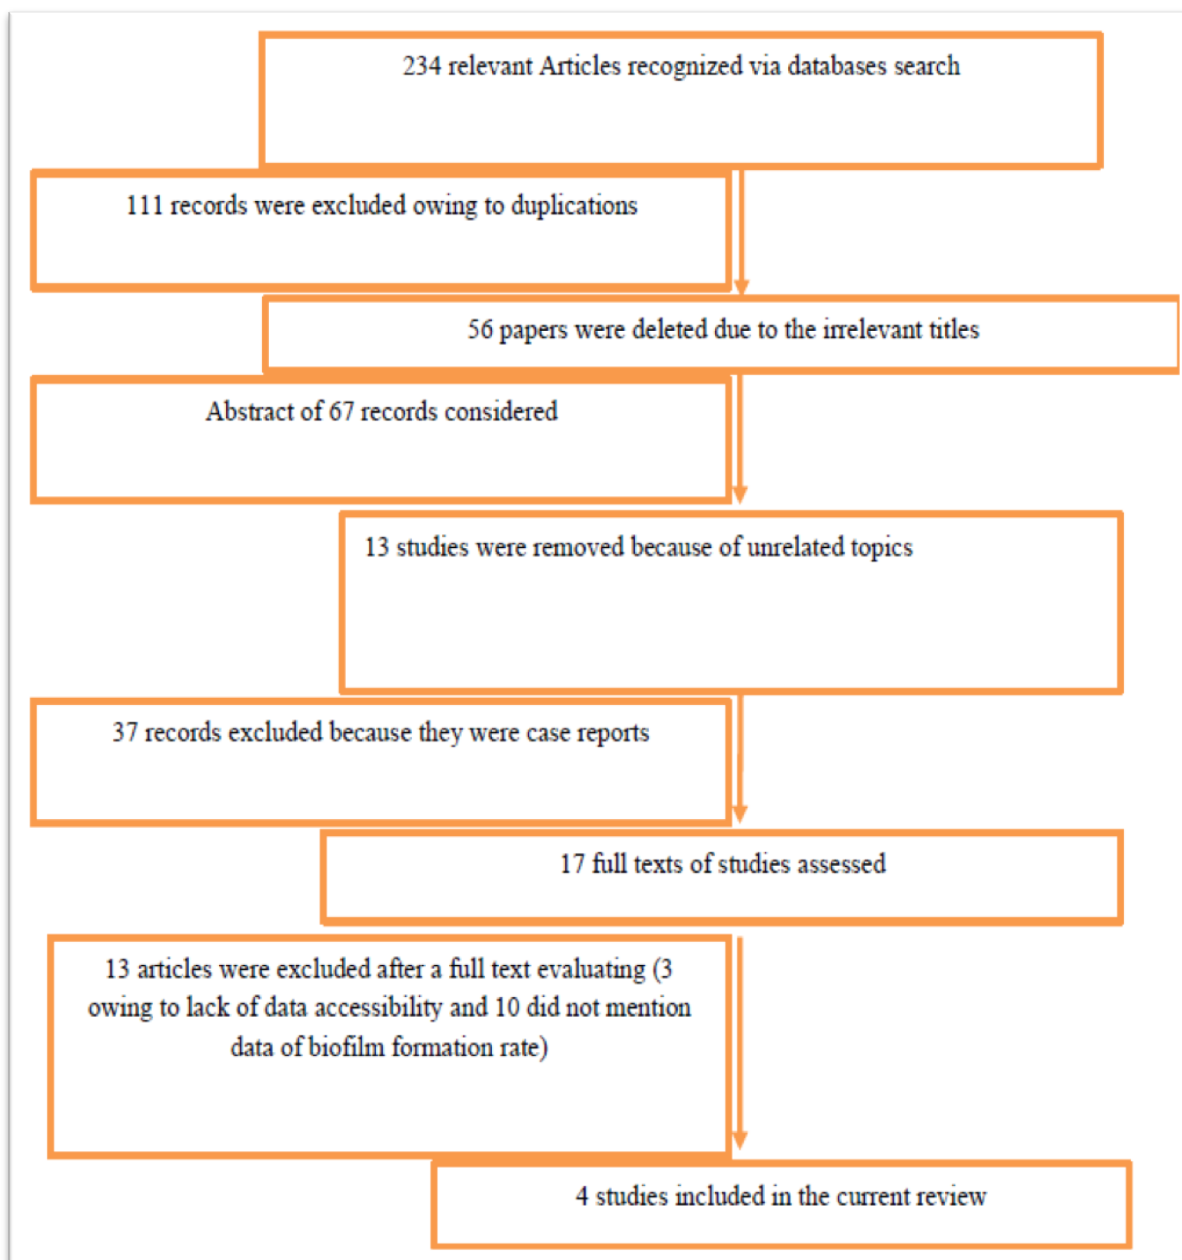 234 relevant Articles recognized via databases search
111 records were excluded owing to duplications
56 papers were deleted due to the irrelevant titles
Abstract of 67 records considered
13 studies were removed because of unrelated topics
37 records excluded because they were case reports
17 full texts of studies assessed
13 articles were excluded after a full text evaluating (3
owing to lack of data accessibility and 10 did not mention
data of biofilm formation rate)
4 studies included in the current review